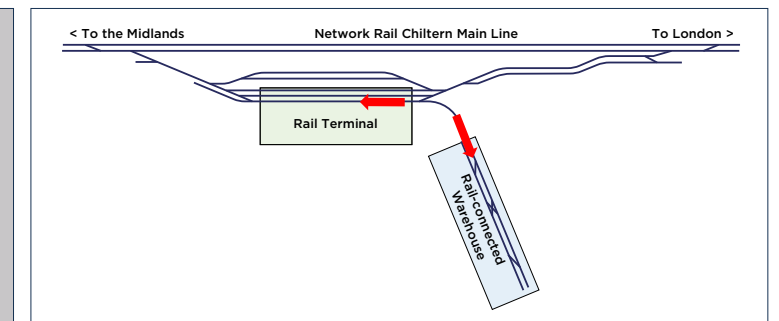 < To the Midlands
Network Rail Chiltern Main Line
To London >
Rail Terminal
Rail-connected
Warehouse